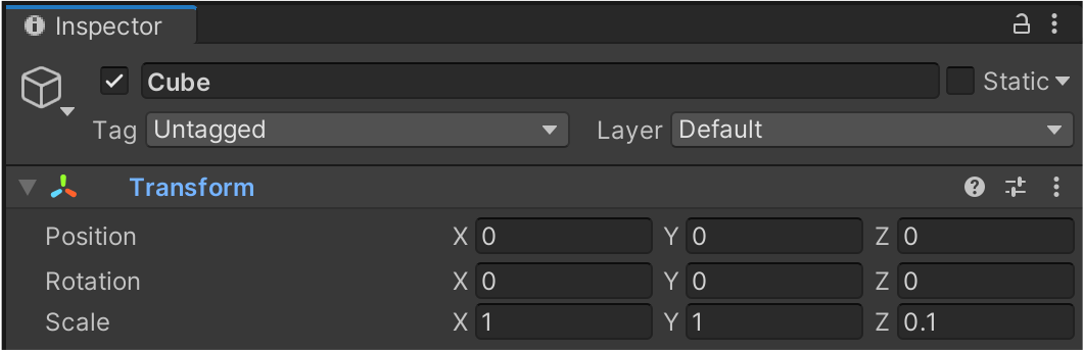 Inspector
Cube Static
Tag Untagged Layer Default
Transform
Position X 0 Y 0 Z 0
Rotation X 0 Y 0 Z 0
Scale X 1 Y 1 Z 0.1